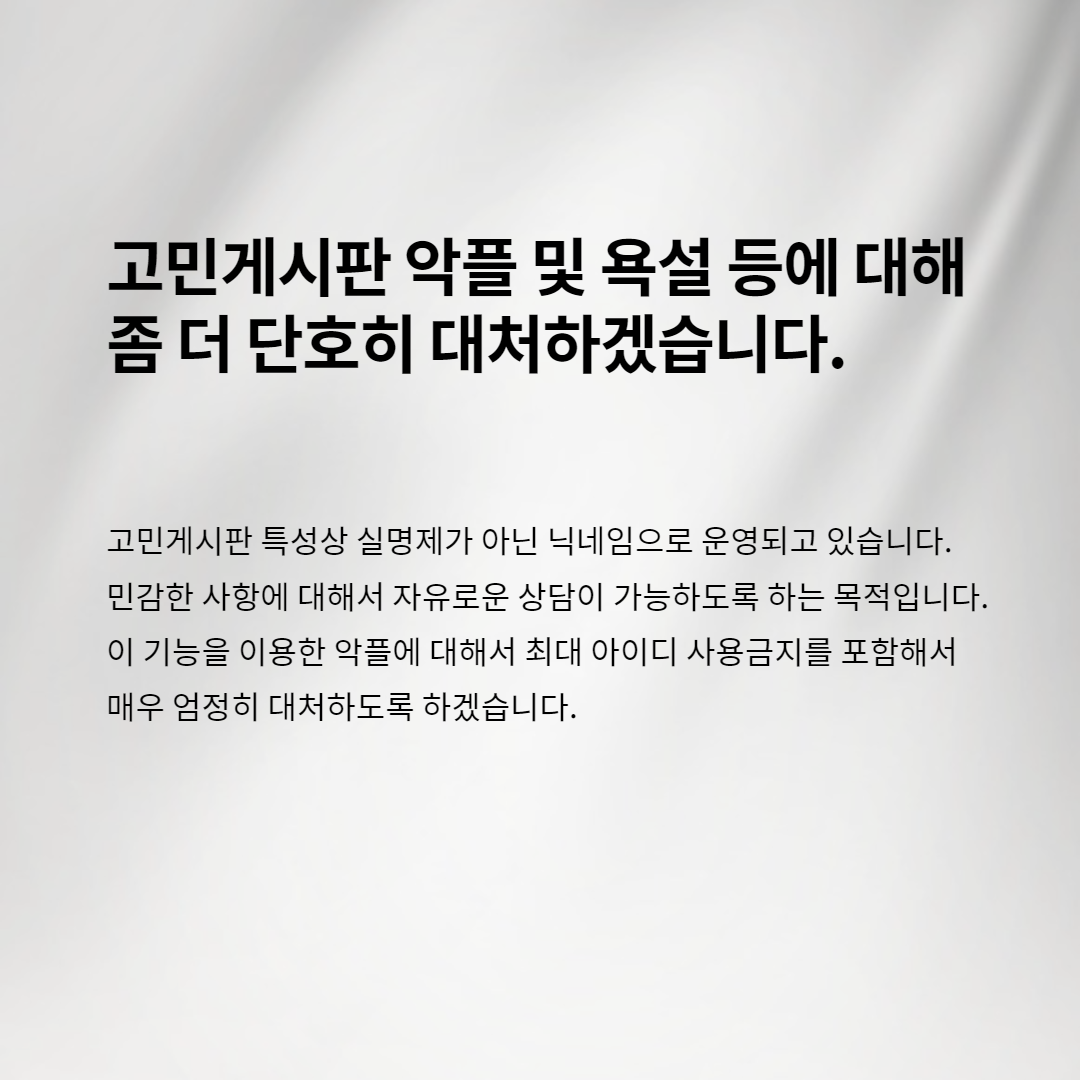 고민게시판 악플 및 욕설 등에 대해
좀 더 단호히 대처하겠습니다.
고민게시판 특성상 실명제가 아닌 닉네임으로 운영되고 있습니다.
민감한 사항에 대해서 자유로운 상담이 가능하도록 하는 목적입니다.
이 기능을 이용한 악플에 대해서 최대 아이디 사용금지를 포함해서
매우 엄정히 대처하도록 하겠습니다.